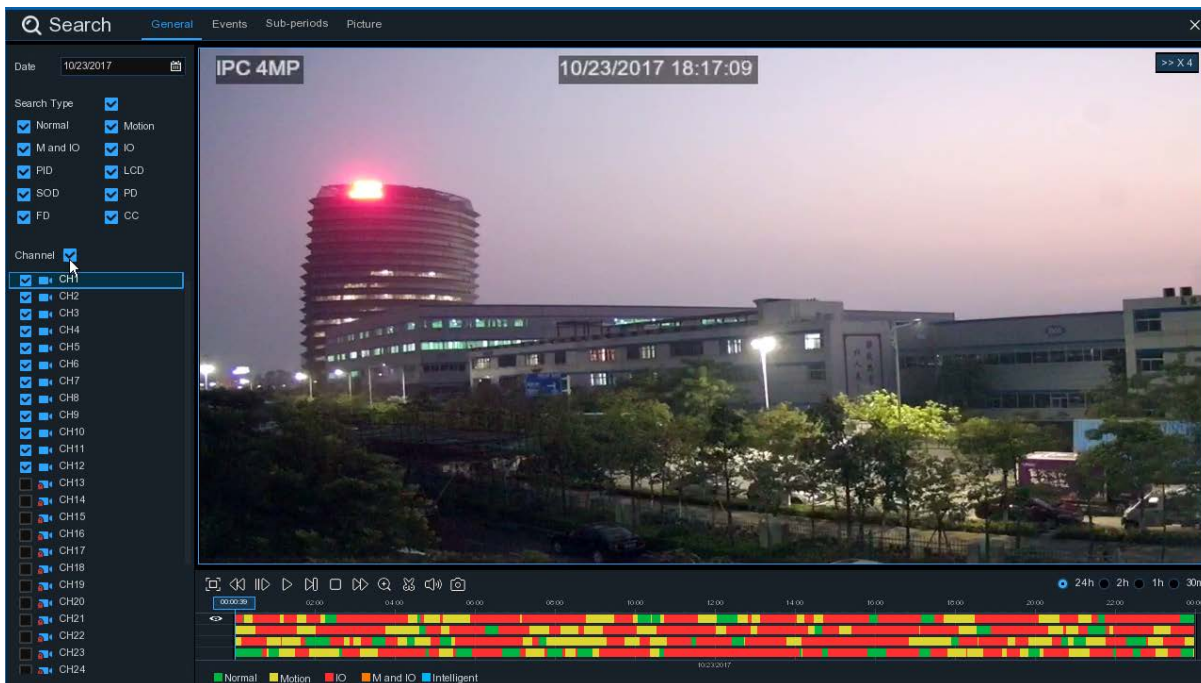 Search General Events Sub-periods Picture
Date 10/23/2017
Search Type
Normal Motion
M and IO IO
PID LCD
SOD PD
FD CC
Channel
CH1
CH2
CH3
CH4
CH5
CH6
CH7
CH8
CH9
CH10
CH11
CH12
CH13
CH14
CH15
CH16
CH17
CH18
CH19
CH20
CH21
CH22
CH23
CH24
IPC 4MP 10/23/2017 18:17:09 >> X 4
24h 2h 1h 30m
00:00:39 02:00 04:00 06:00 08:00 10:00 12:00 14:00 16:00 18:00 20:00 22:00 00:00
10/23/2017
Normal Motion IO M and IO Intelligent